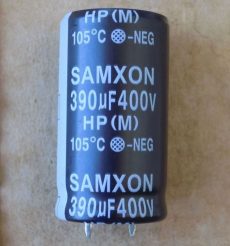 HP(M)
105°C -NEG
SAMXON
390µF400V
HP(M)
105°C -NEG
SAMXON
390µF400V